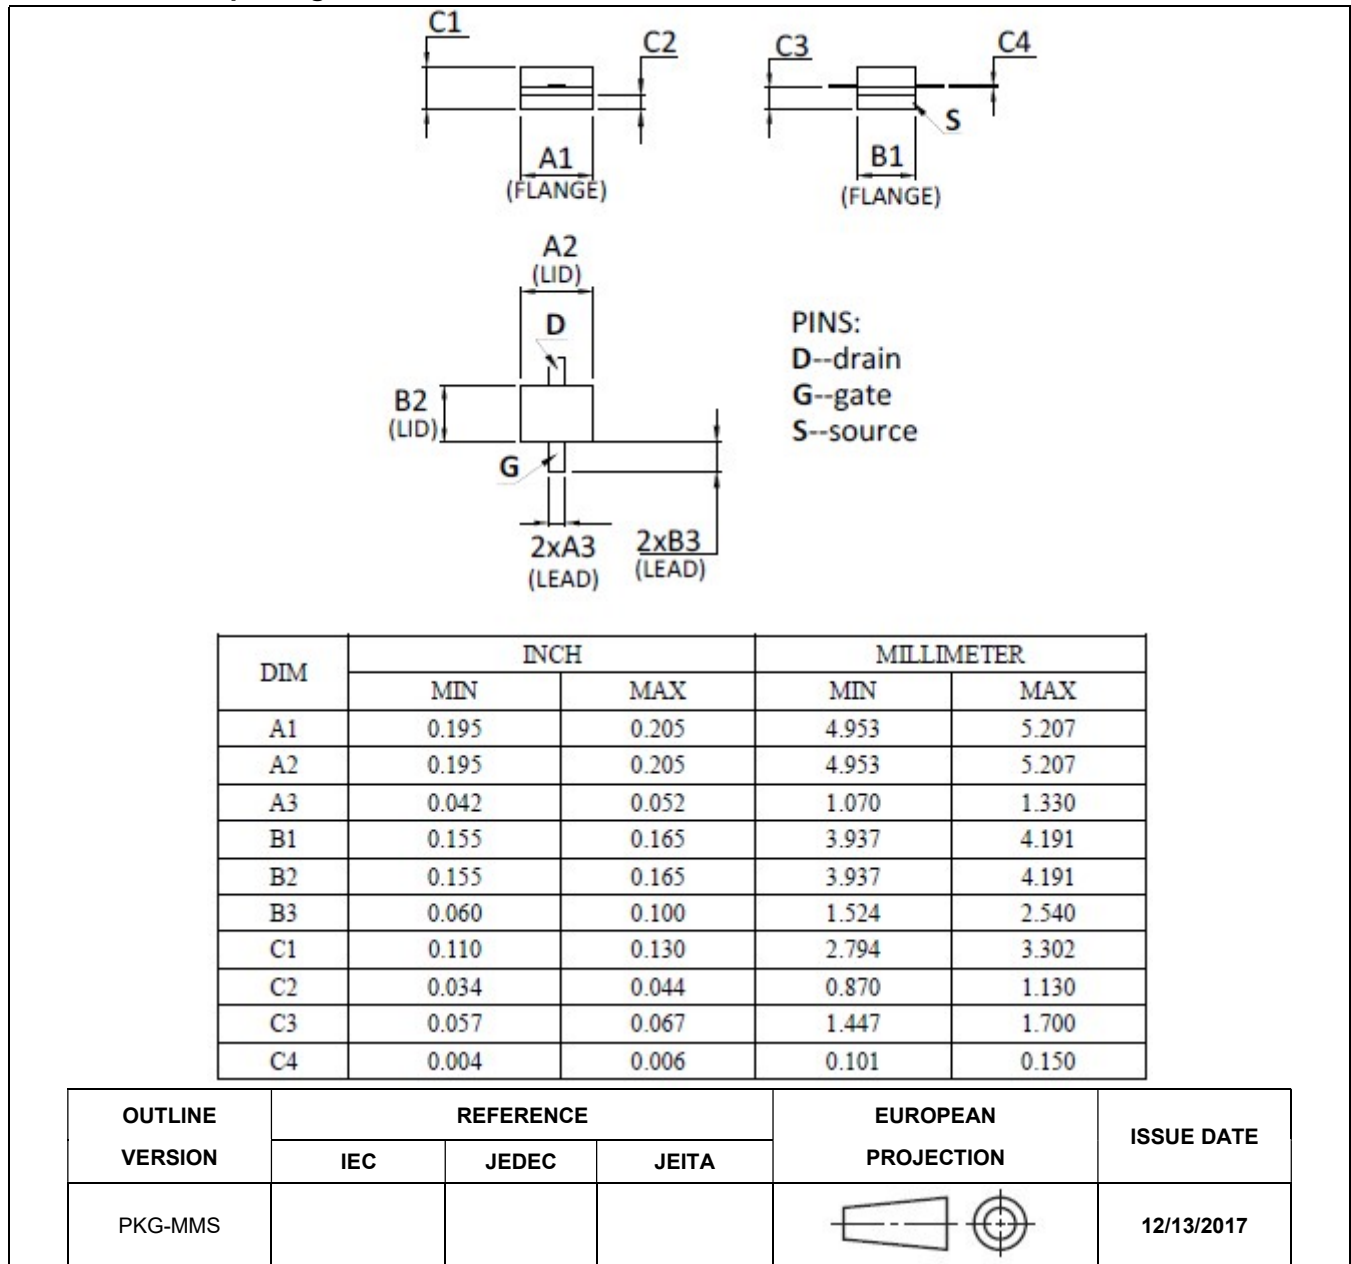 C1
C2
C3
C4
S
A1
(FLANGE)
B1
(FLANGE)
A2
(LID)
D
PINS:
D--drain
G--gate
S--source
B2
(LID)
G
2xA3
(LEAD)
2xB3
(LEAD)
DIM INCH MILLIMETER
MIN MAX MIN MAX
A1 0.195 0.205 4.953 5.207
A2 0.195 0.205 4.953 5.207
A3 0.042 0.052 1.070 1.330
B1 0.155 0.165 3.937 4.191
B2 0.155 0.165 3.937 4.191
B3 0.060 0.100 1.524 2.540
C1 0.110 0.130 2.794 3.302
C2 0.034 0.044 0.870 1.130
C3 0.057 0.067 1.447 1.700
C4 0.004 0.006 0.101 0.150
OUTLINE VERSION REFERENCE EUROPEAN PROJECTION ISSUE DATE
IEC JEDEC JEITA
PKG-MMS 12/13/2017